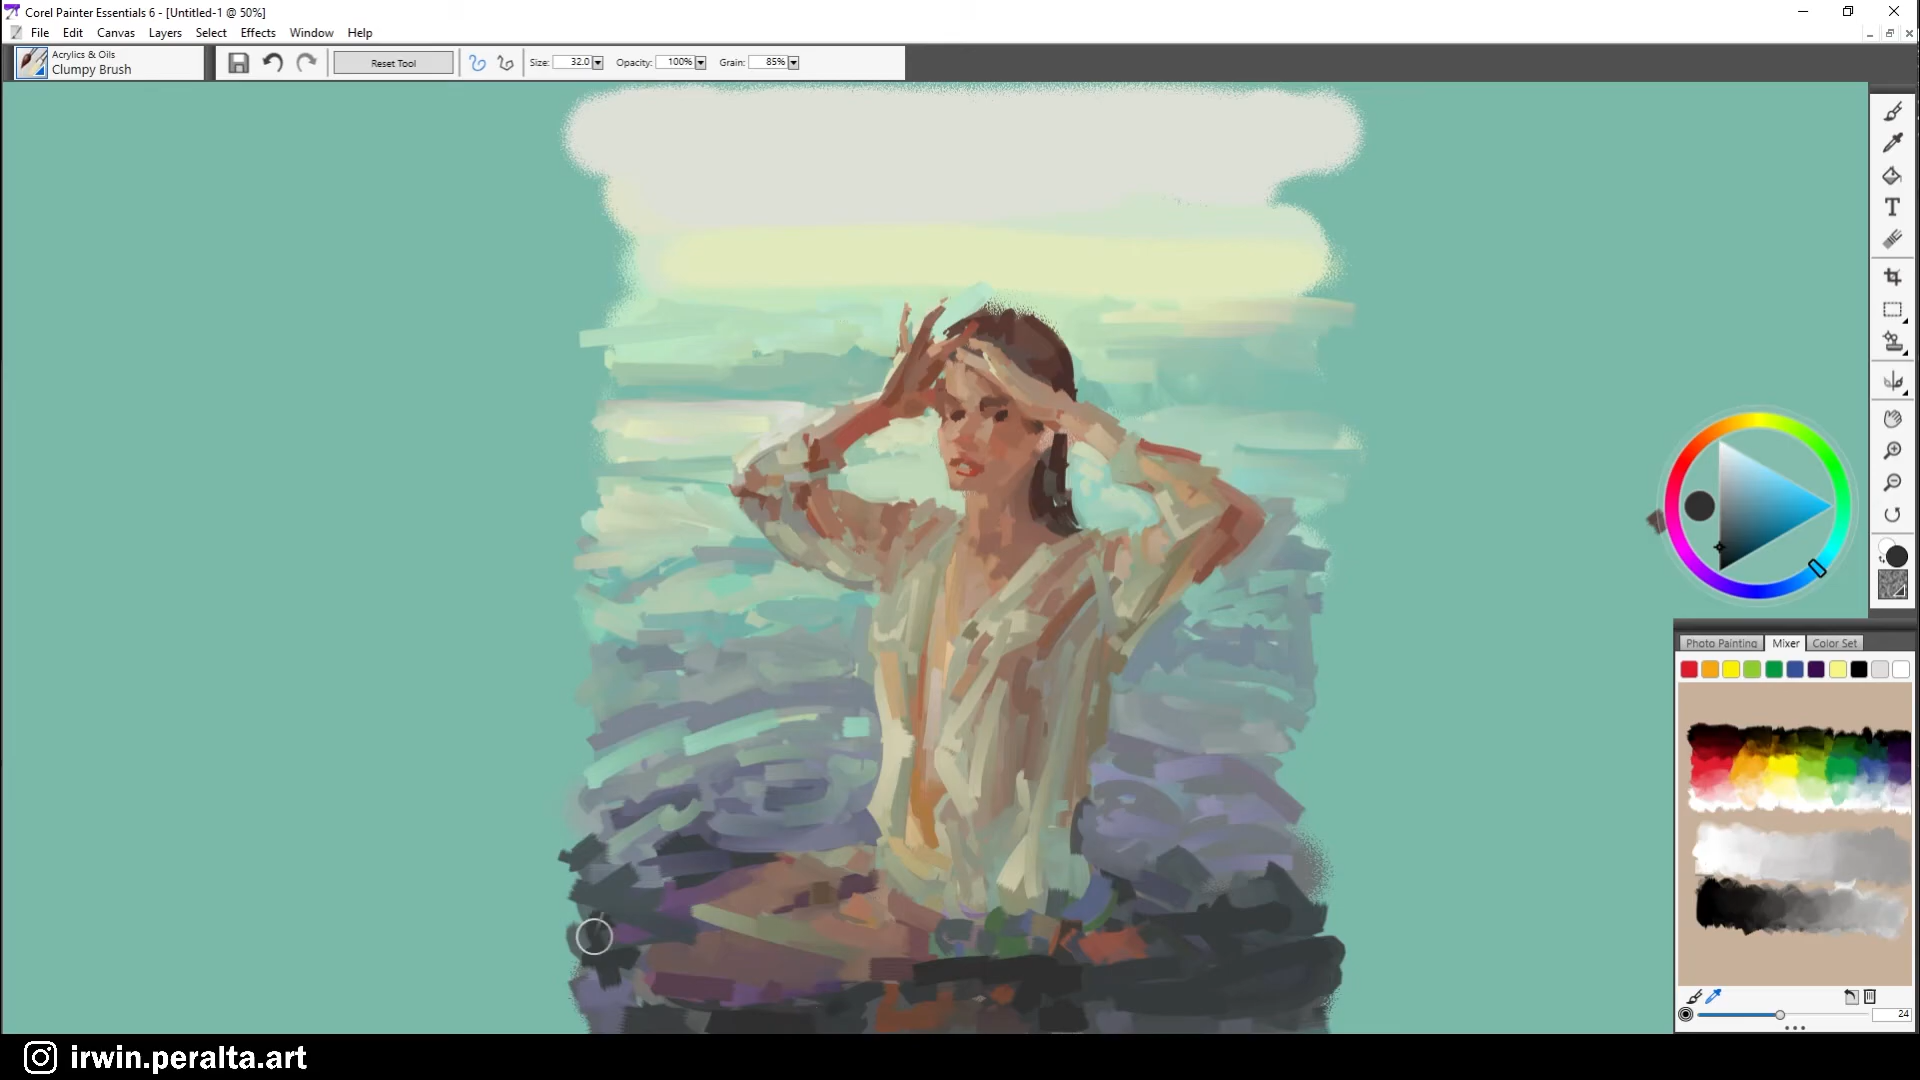 Corel Painter Essentials 6 - [Untitled-1 @ 50%]
File Edit Canvas Layers Select Effects Window Help
Acrylics & Oils
Clumpy Brush
Reset Tool
Size: 32.0
Opacity: 100%
Grain: 85%
T
Photo Painting Mixer Color Set
24
irwin.peralta.art